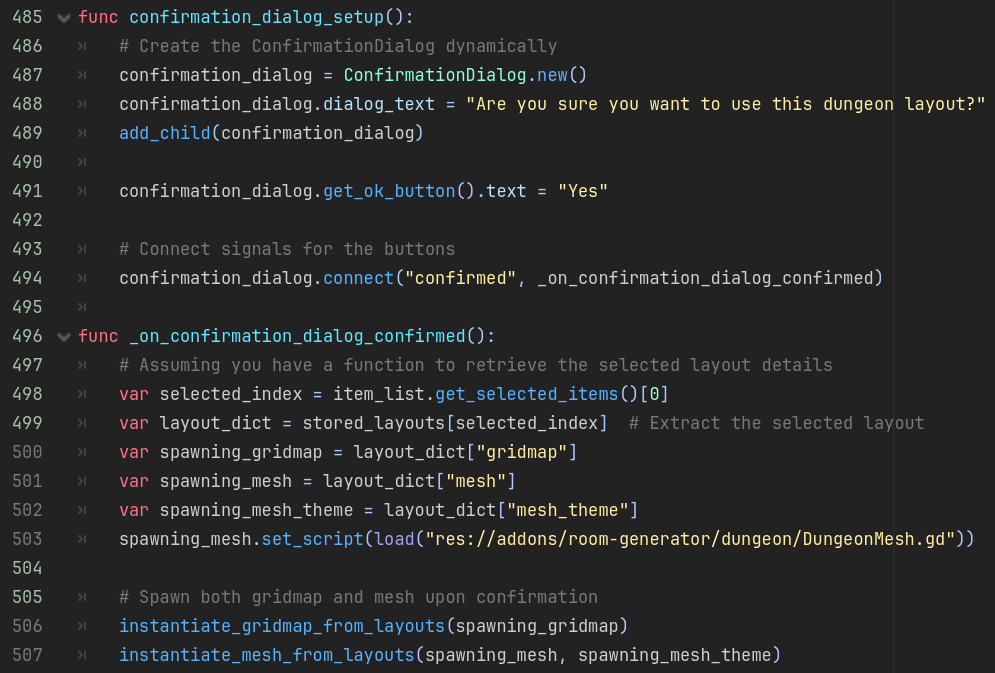 485 func confirmation_dialog_setup():
486 # Create the ConfirmationDialog dynamically
487 confirmation_dialog = ConfirmationDialog.new()
488 confirmation_dialog.dialog_text = "Are you sure you want to use this dungeon layout?"
489 add_child(confirmation_dialog)
490
491 confirmation_dialog.get_ok_button().text = "Yes"
492
493 # Connect signals for the buttons
494 confirmation_dialog.connect("confirmed", _on_confirmation_dialog_confirmed)
495
496 func _on_confirmation_dialog_confirmed():
497 # Assuming you have a function to retrieve the selected layout details
498 var selected_index = item_list.get_selected_items()[0]
499 var layout_dict = stored_layouts[selected_index]  # Extract the selected layout
500 var spawning_gridmap = layout_dict["gridmap"]
501 var spawning_mesh = layout_dict["mesh"]
502 var spawning_mesh_theme = layout_dict["mesh_theme"]
503 spawning_mesh.set_script(load("res://addons/room-generator/dungeon/DungeonMesh.gd"))
504
505 # Spawn both gridmap and mesh upon confirmation
506 instantiate_gridmap_from_layouts(spawning_gridmap)
507 instantiate_mesh_from_layouts(spawning_mesh, spawning_mesh_theme)